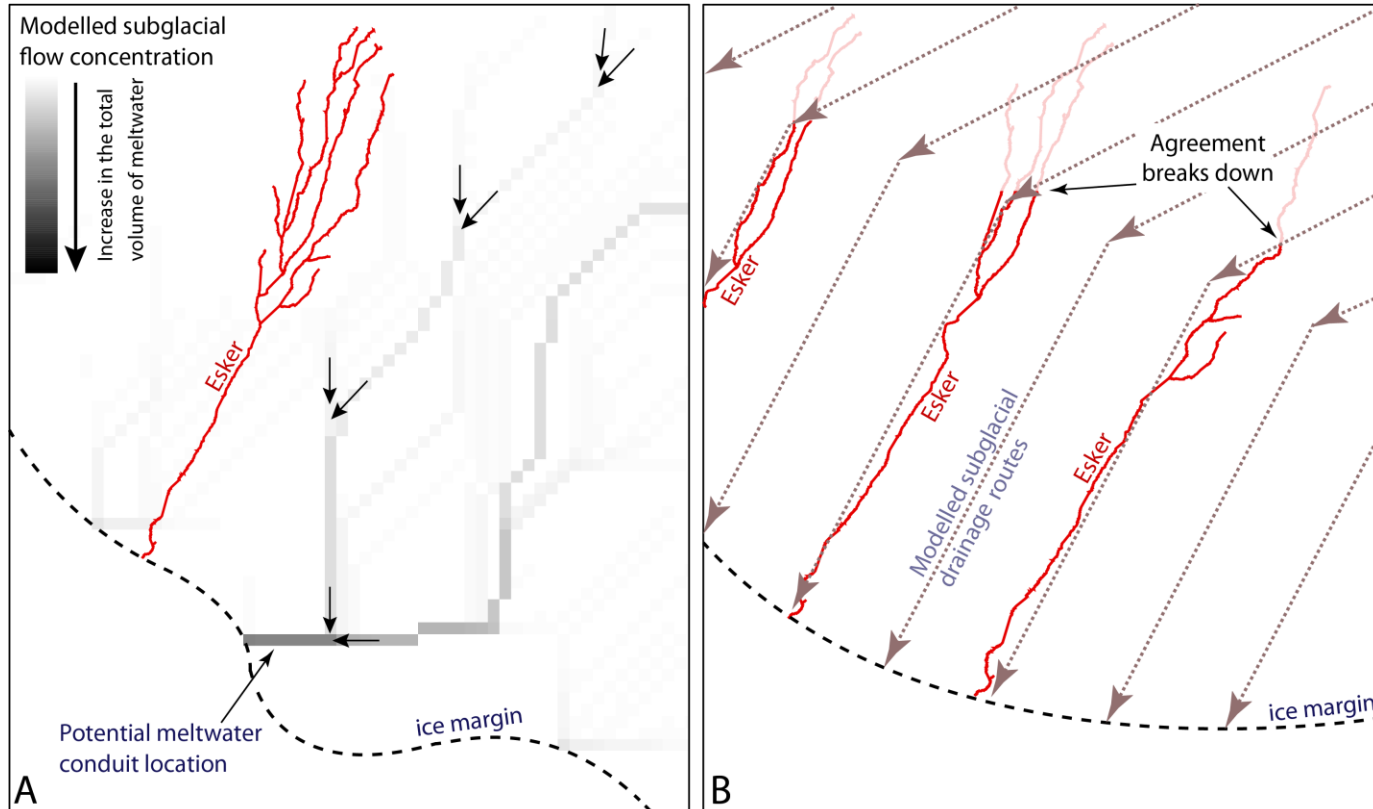 Modelled subglacial
flow concentration
Increase in the total
volume of meltwater
Esker
Potential meltwater
conduit location
ice margin
A
Agreement
breaks down
Esker
Esker
Esker
Modelled subglacial
drainage routes
ice margin
B